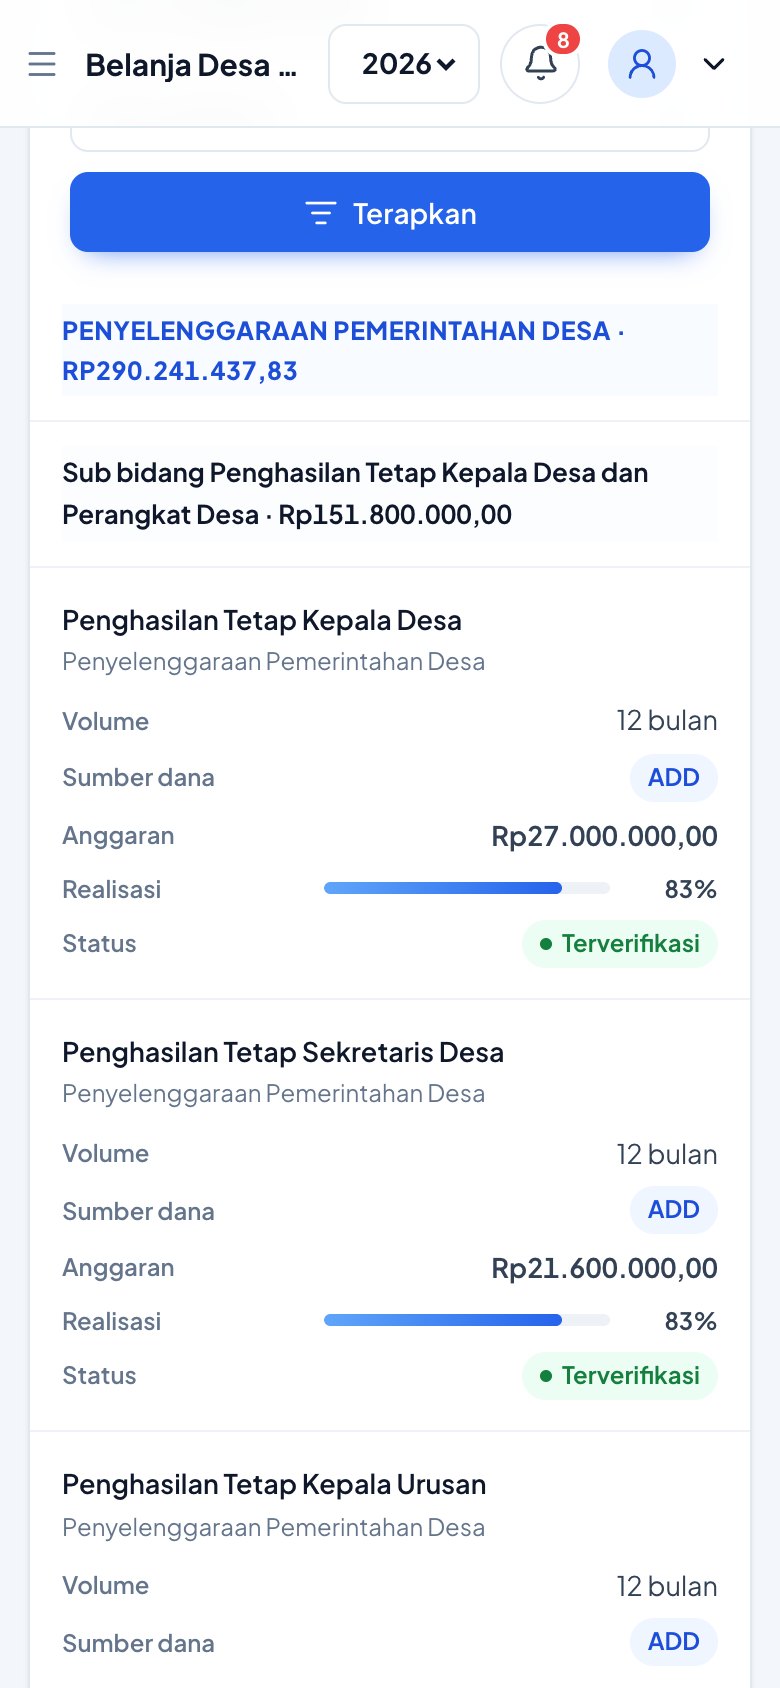 Belanja Desa ...
2026
8
Terapkan
PENYELENGGARAAN PEMERINTAHAN DESA ·
RP290.241.437,83
Sub bidang Penghasilan Tetap Kepala Desa dan
Perangkat Desa · Rp151.800.000,00
Penghasilan Tetap Kepala Desa
Penyelenggaraan Pemerintahan Desa
Volume 12 bulan
Sumber dana ADD
Anggaran Rp27.000.000,00
Realisasi 83%
Status Terverifikasi
Penghasilan Tetap Sekretaris Desa
Penyelenggaraan Pemerintahan Desa
Volume 12 bulan
Sumber dana ADD
Anggaran Rp21.600.000,00
Realisasi 83%
Status Terverifikasi
Penghasilan Tetap Kepala Urusan
Penyelenggaraan Pemerintahan Desa
Volume 12 bulan
Sumber dana ADD